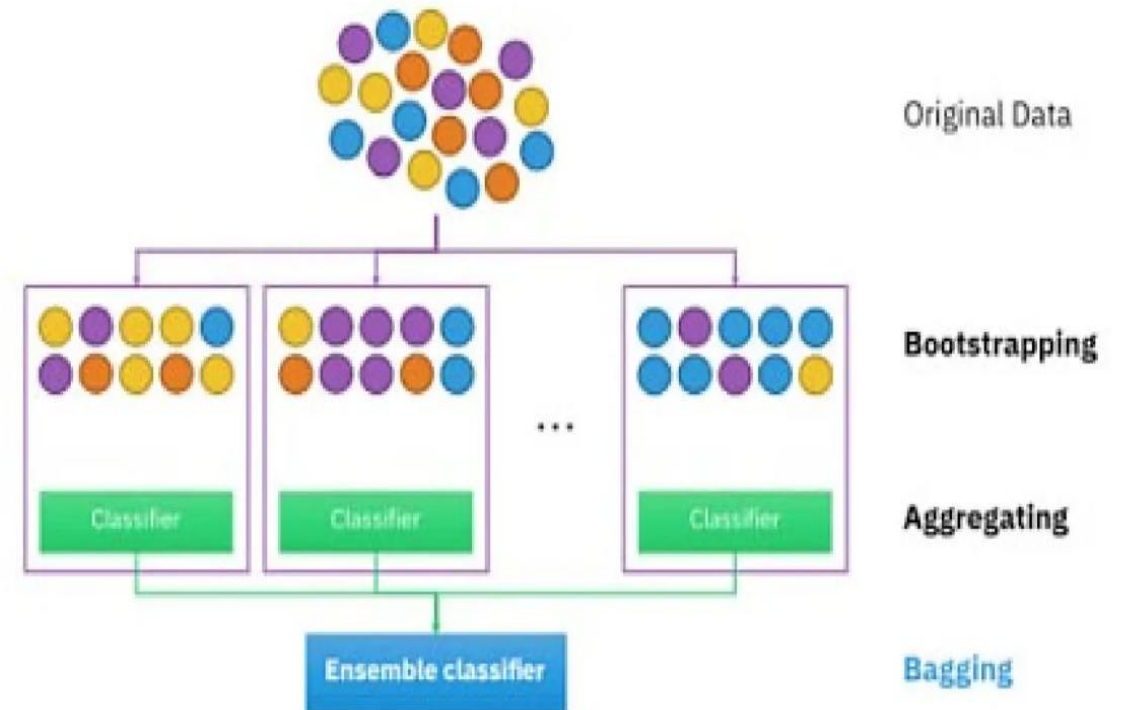 Original Data
Bootstrapping
...
Classifier
Classifier
Classifier
Aggregating
Ensemble classifier
Bagging